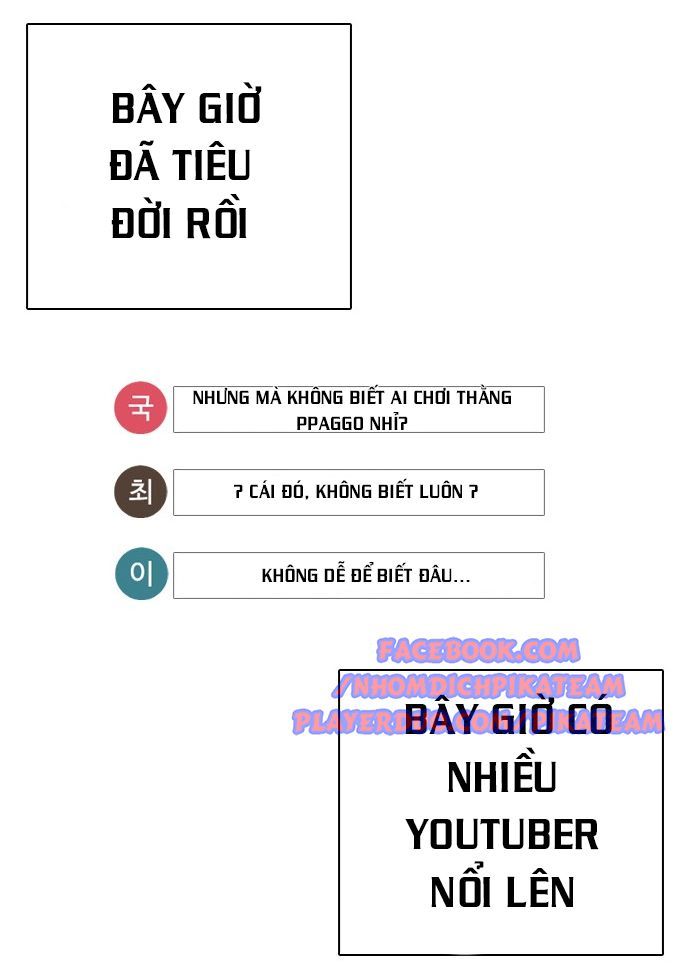 BÂY GIỜ
ĐÃ TIÊU
ĐỜI RỒI
국
NHƯNG MÀ KHÔNG BIẾT AI CHƠI THẰNG
PPAGGO NHỈ?
최
? CÁI ĐÓ, KHÔNG BIẾT LUÔN ?
이
KHÔNG DỄ ĐỂ BIẾT ĐÂU...
FACEBOOK.COM
/NHOMDICHPIKATEAM
PLAYERDUO.COM/PIKATEAM
BÂY GIỜ CÓ
NHIỀU
YOUTUBER
NỔI LÊN